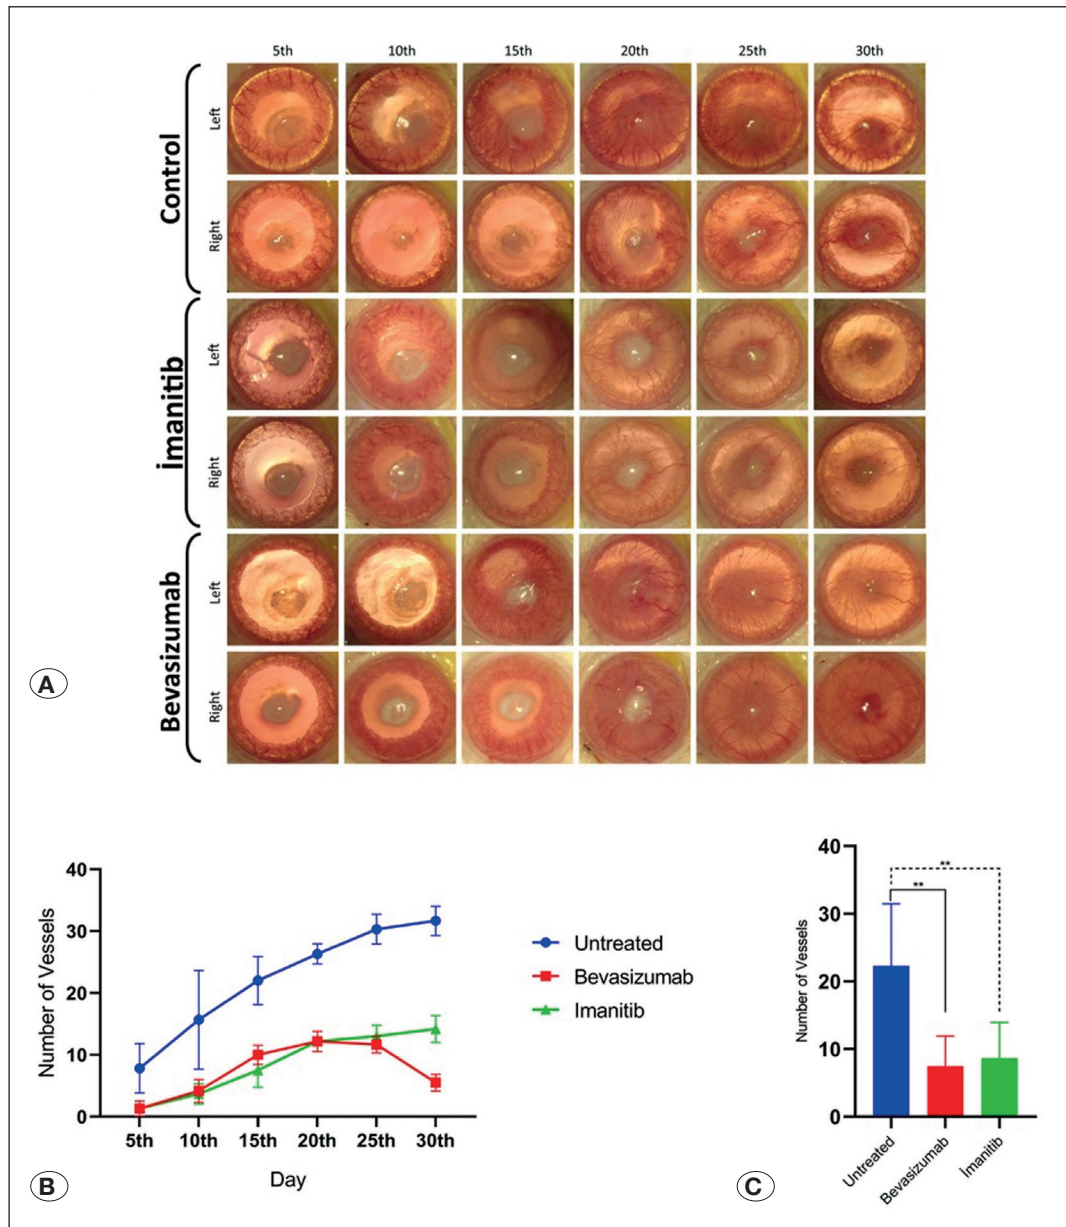 5th 10th 15th 20th 25th 30th
Control
Left
Right
İmanitib
Left
Right
Bevasizumab
Left
Right
A
40
30
20
10
0
Number of Vessels
5th 10th 15th 20th 25th 30th
Day
Untreated
Bevasizumab
Imanitib
B
40
30
20
10
0
Number of Vessels
**
**
Untreated
Bevasizumab
İmanitib
C